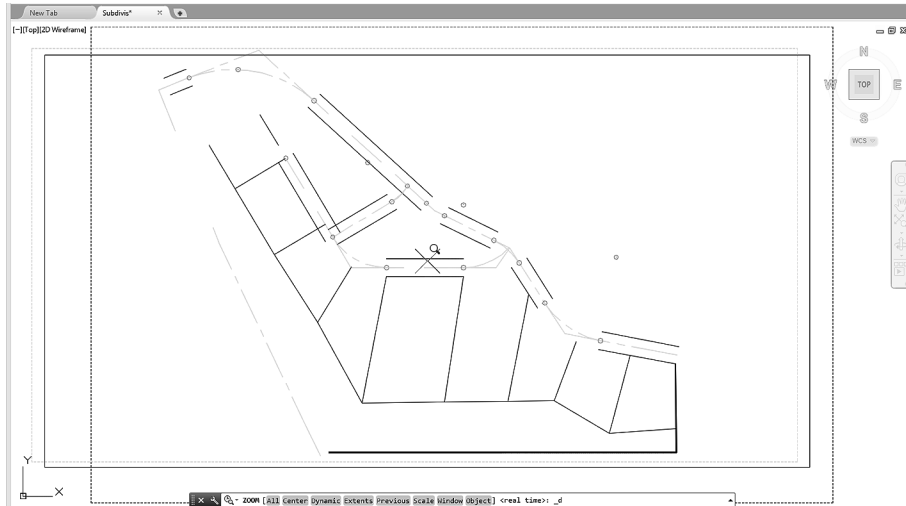 New Tab
Subdivis*
[−][Top][2D Wireframe]
N
W
TOP
E
S
WCS
Y
X
ZOOM [All Center Dynamic Extents Previous Scale Window Object] <real time>: _d